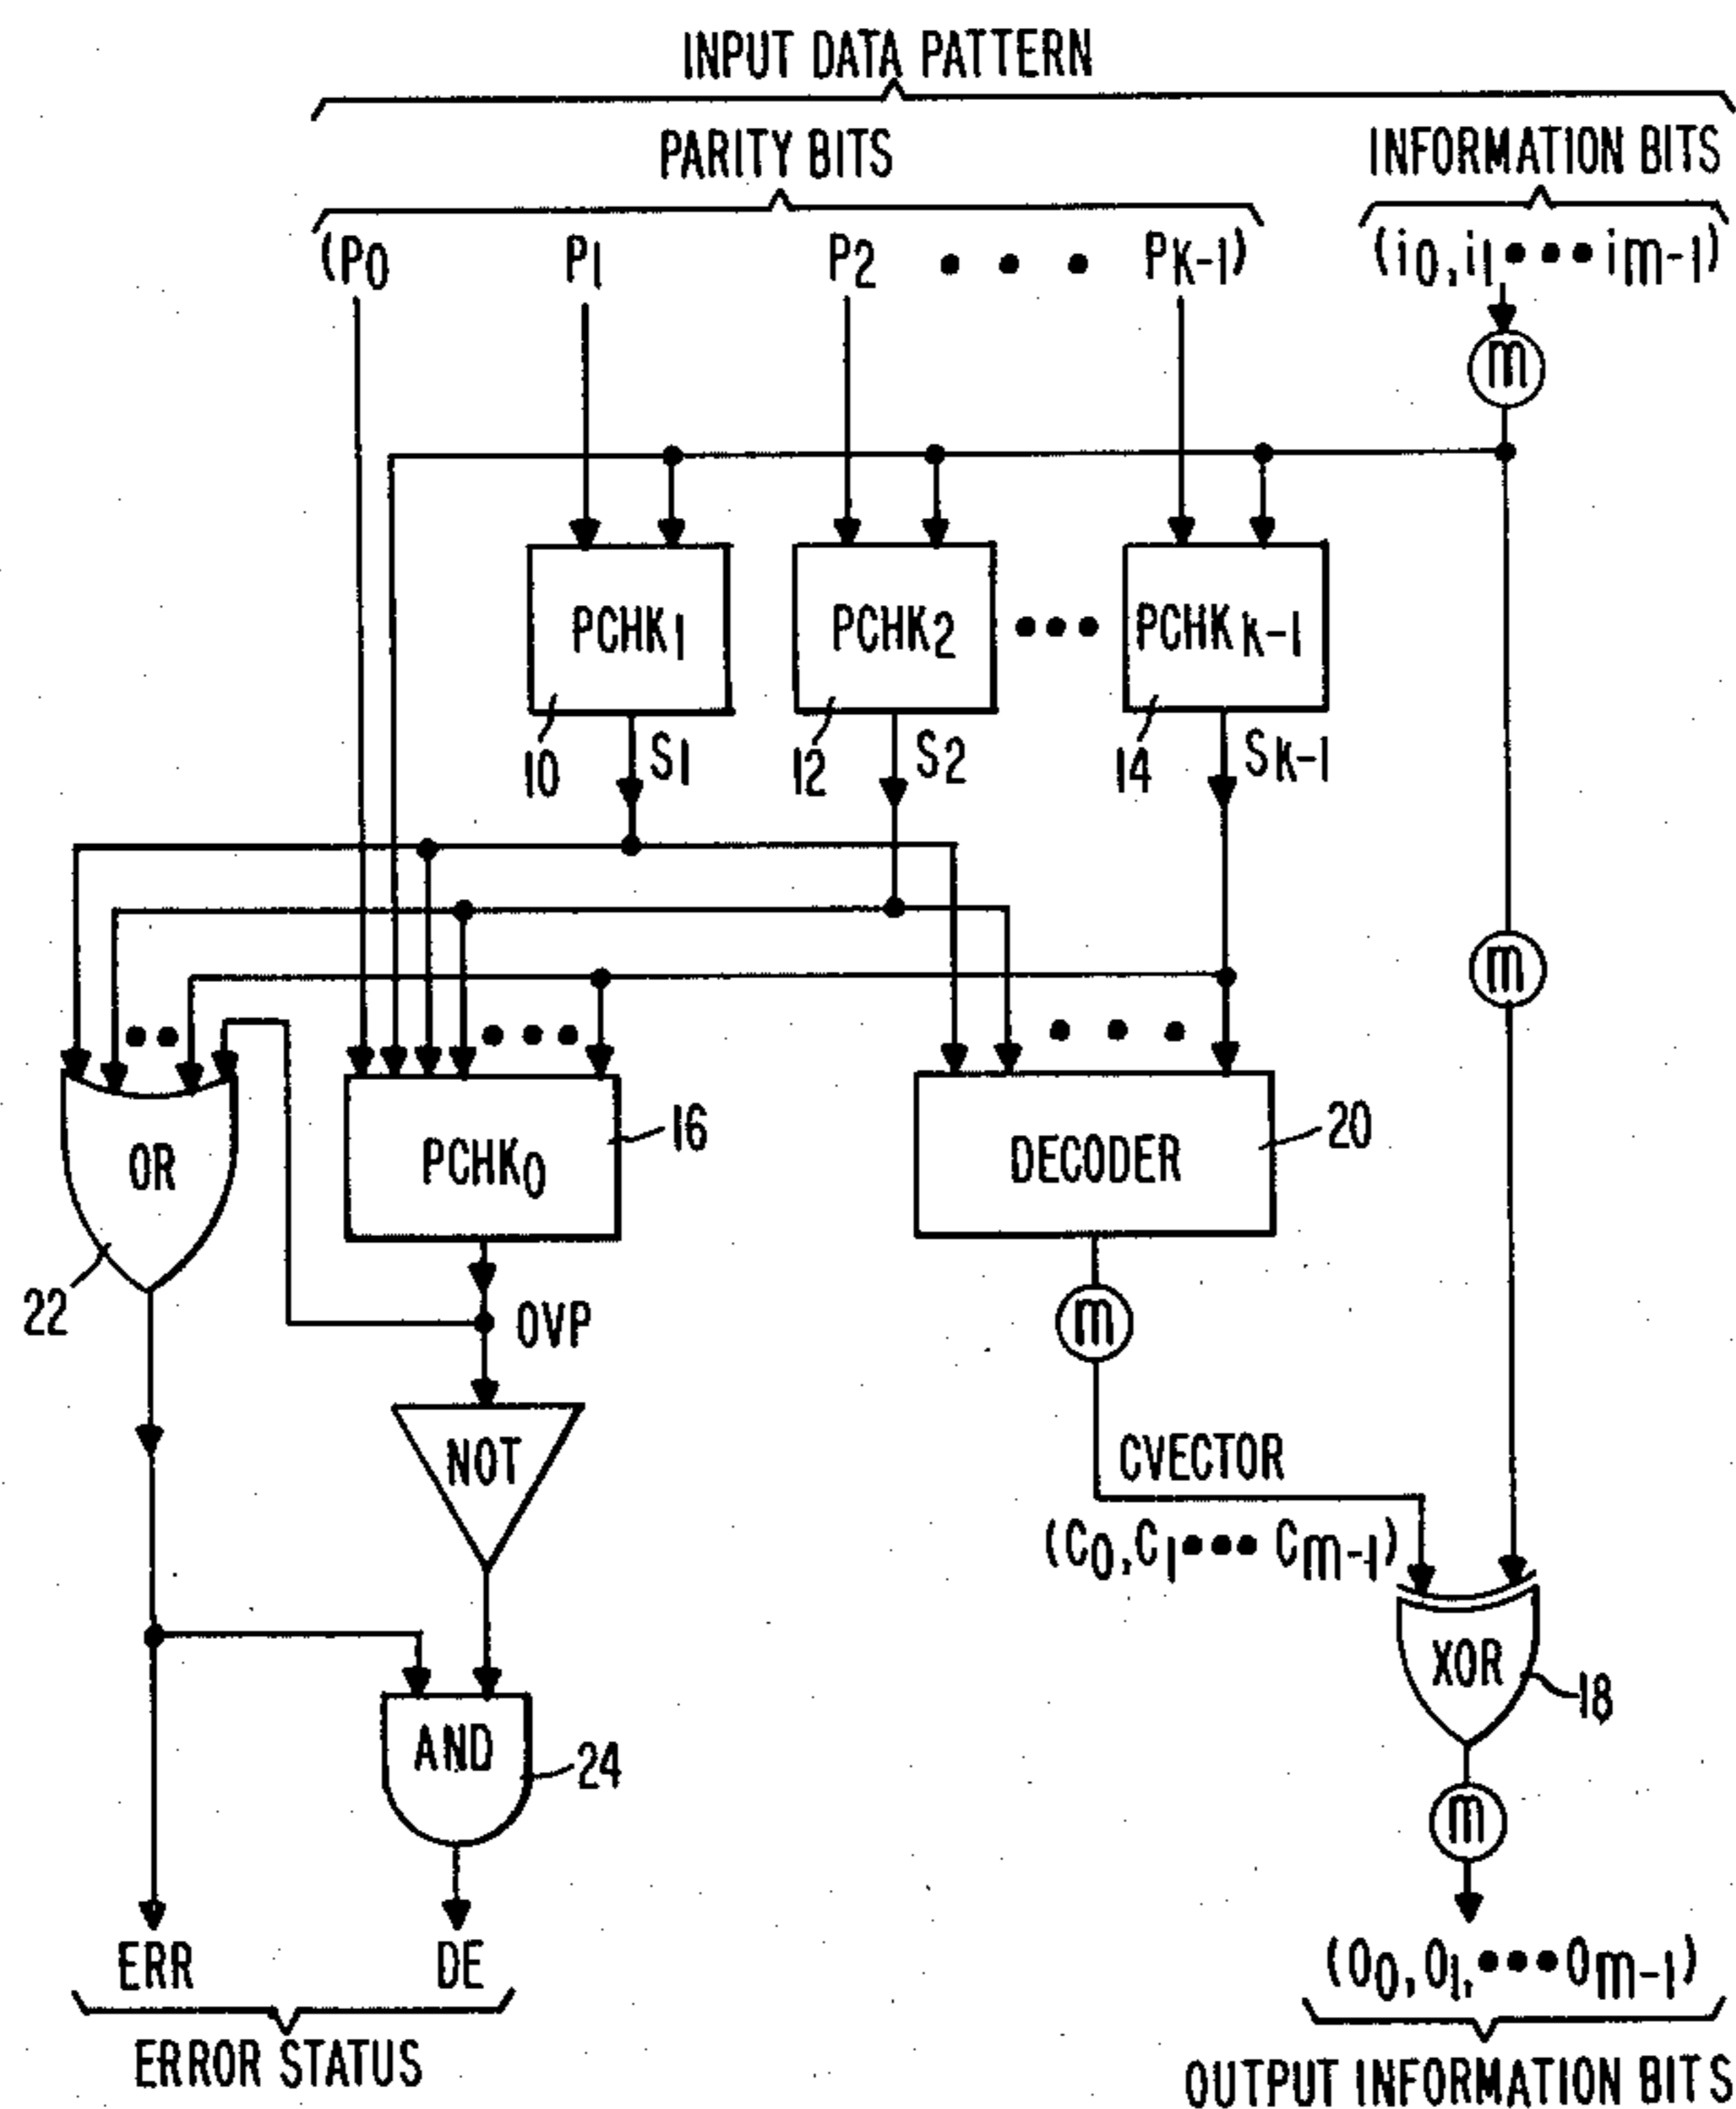 INPUT DATA PATTERN
PARITY BITS
INFORMATION BITS
(P0 P1 P2 ••• PK-1)
(i0,i1•••im-1)
m
PCHK1
PCHK2
•••
PCHKK-1
10
S1
12
S2
14
SK-1
m
••
•••
•••
OR
PCHK0
16
DECODER
20
22
OVP
m
NOT
CVECTOR
(C0,C1••• Cm-1)
XOR
18
AND
24
m
ERR
DE
(O0,O1,•••Om-1)
ERROR STATUS
OUTPUT INFORMATION BITS